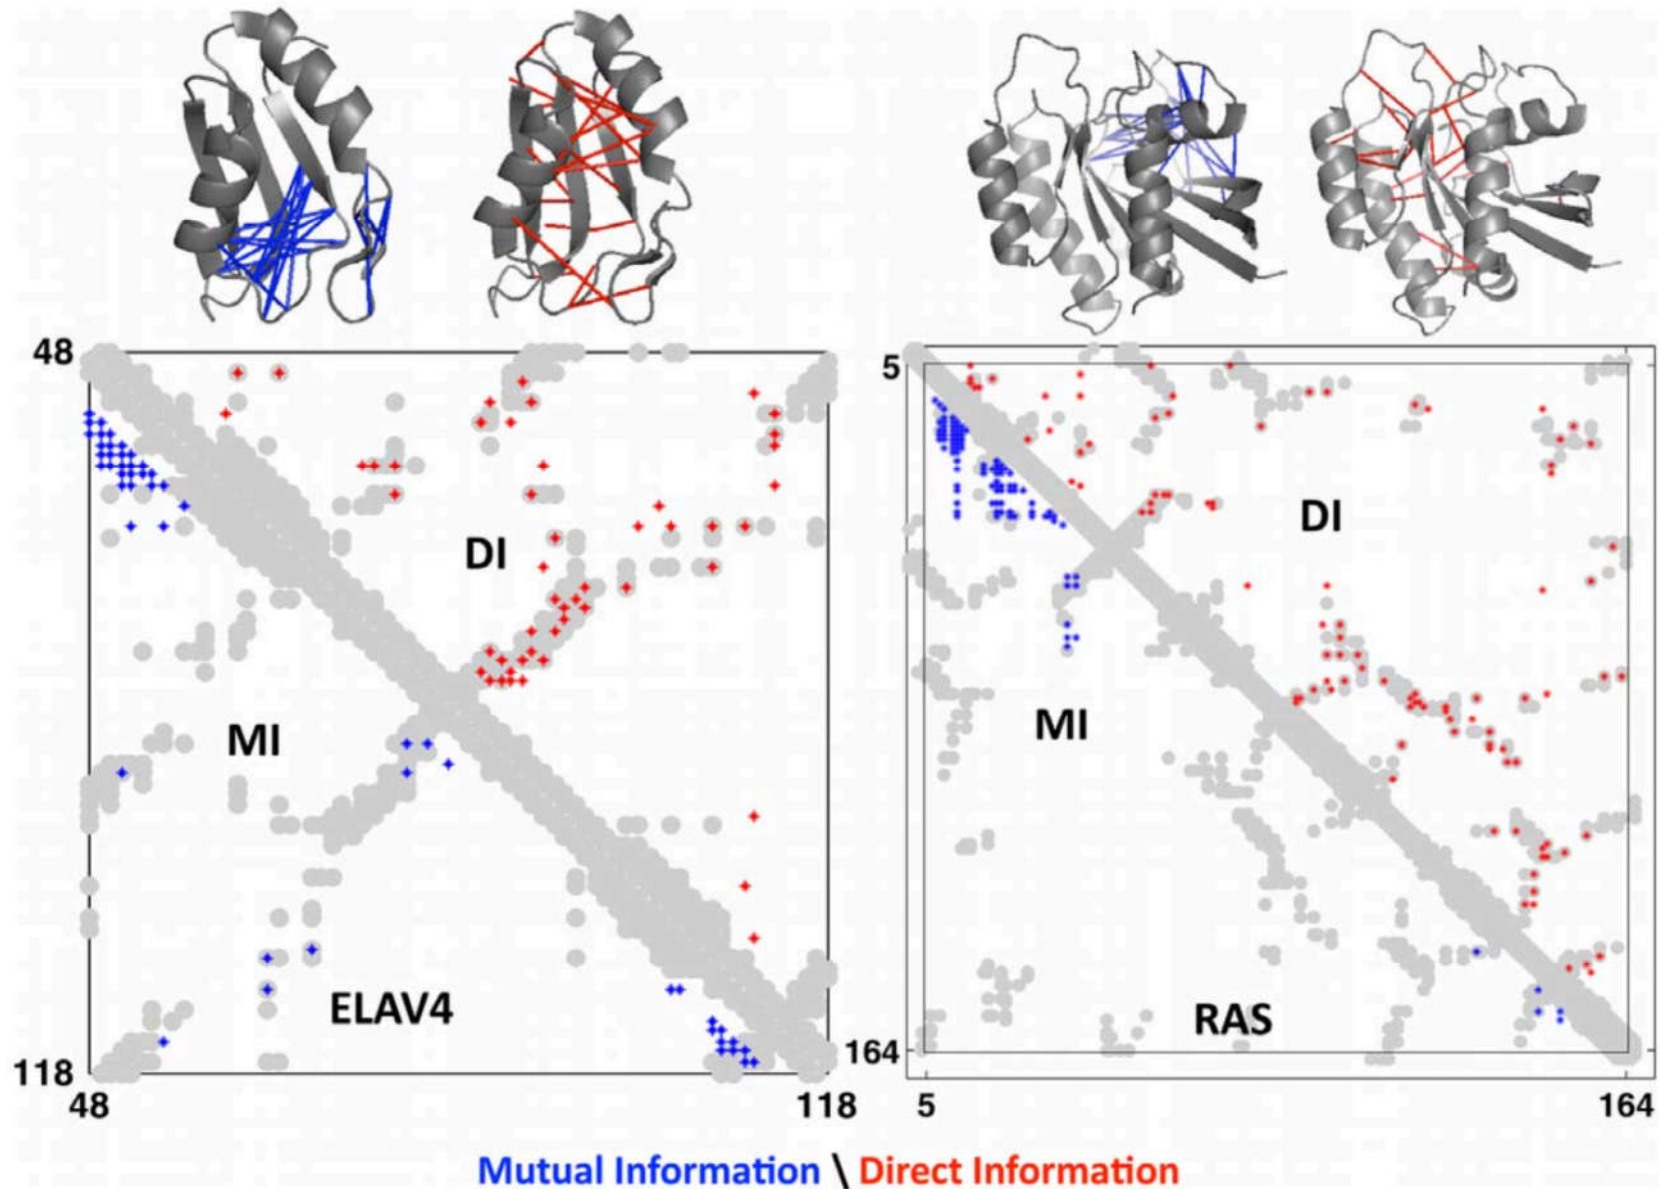 48
DI
MI
ELAV4
118
48
118
5
DI
MI
RAS
164
5
164
Mutual Information \ Direct Information